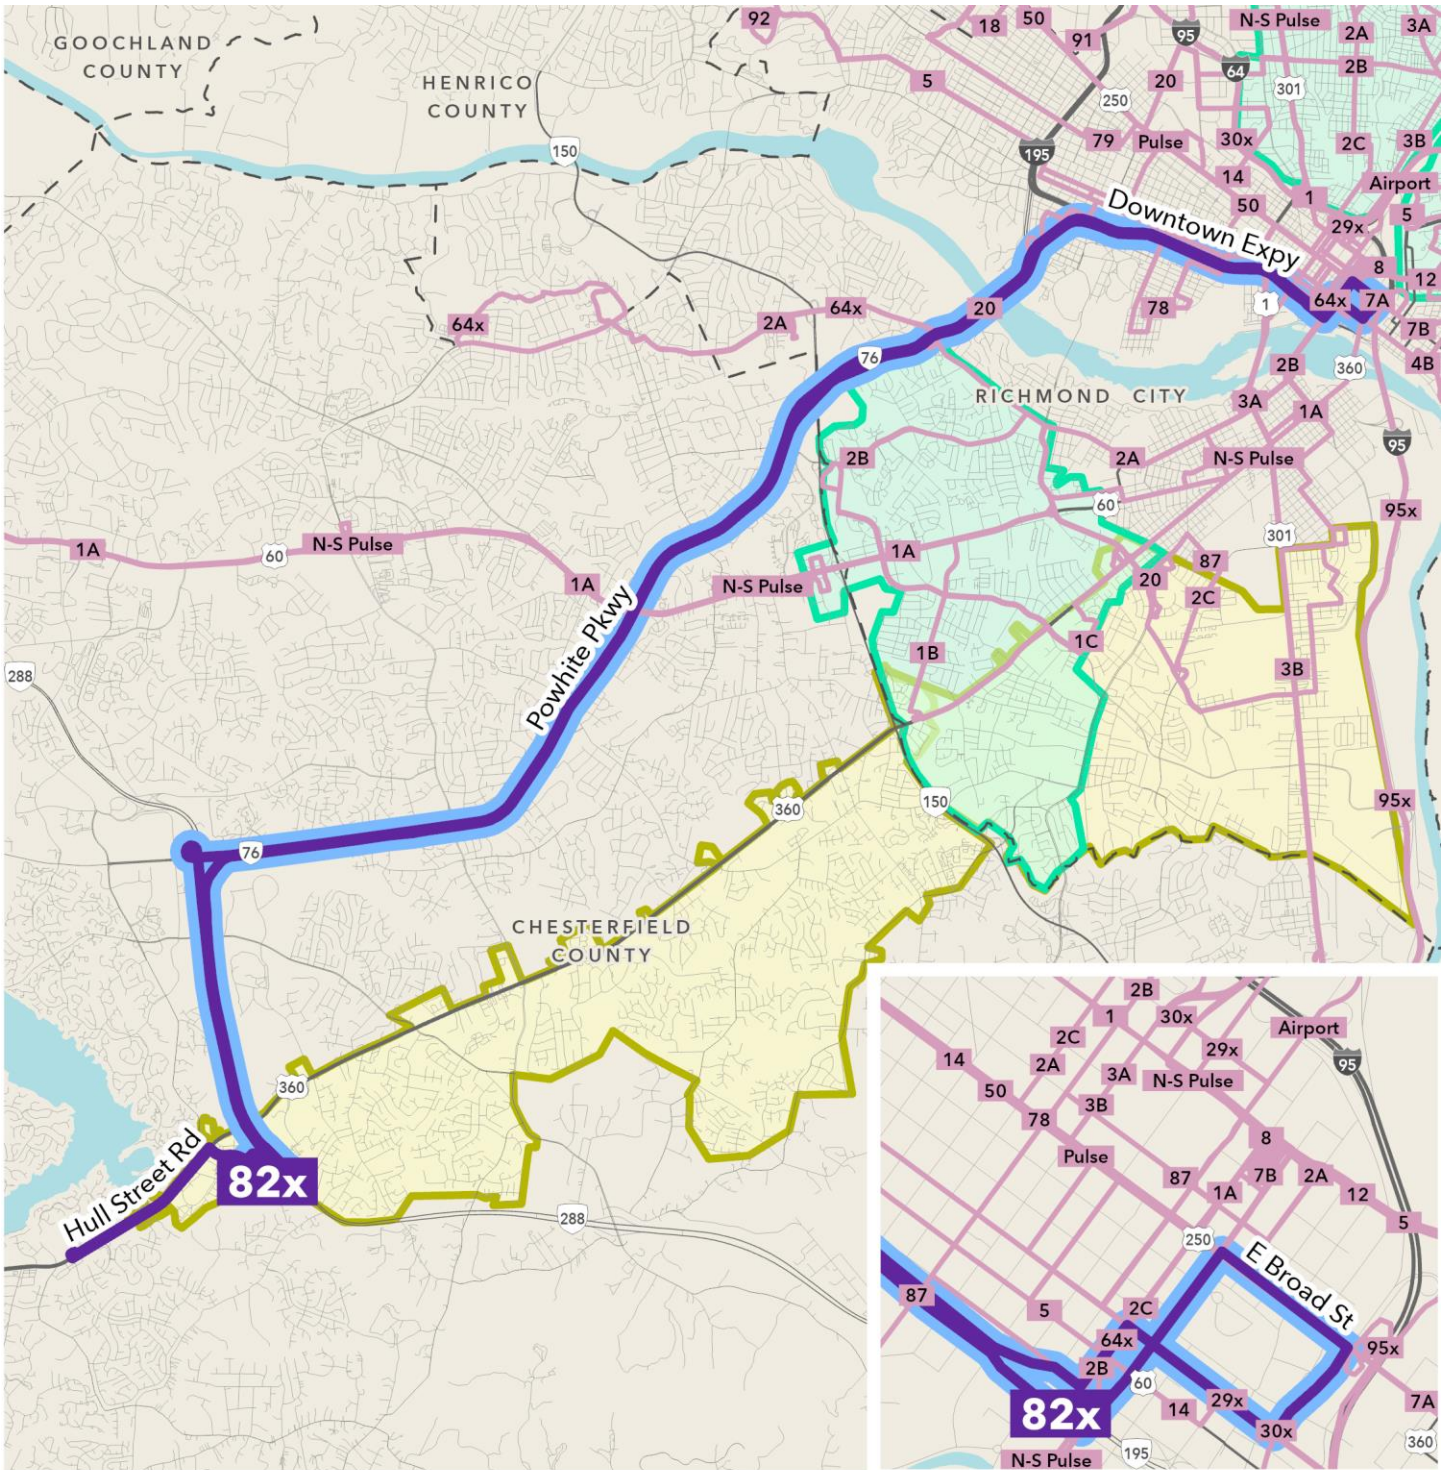 92
18
50
91
95
N-S Pulse
2A
3A
GOOCHLAND
COUNTY
HENRICO
COUNTY
5
250
20
64
301
2B
150
195
79
Pulse
30x
2C
3B
14
50
1
Airport
5
Downtown Expy
29x
8
12
64x
2A
64x
20
78
1
64x
7A
7B
76
RICHMOND CITY
2B
360
4B
3A
1A
95
2B
2A
N-S Pulse
60
95x
1A
60
N-S Pulse
1A
N-S Pulse
1A
301
87
20
2C
Powhite Pkwy
1B
1C
3B
288
76
360
150
95x
CHESTERFIELD
COUNTY
360
Hull Street Rd
82x
288
2B
1
30x
Airport
2C
29x
14
2A
3A
N-S Pulse
95
50
78
3B
8
Pulse
87
7B
2A
1A
12
5
250
E Broad St
87
5
2C
64x
95x
2B
60
29x
7A
82x
14
30x
360
N-S Pulse
195